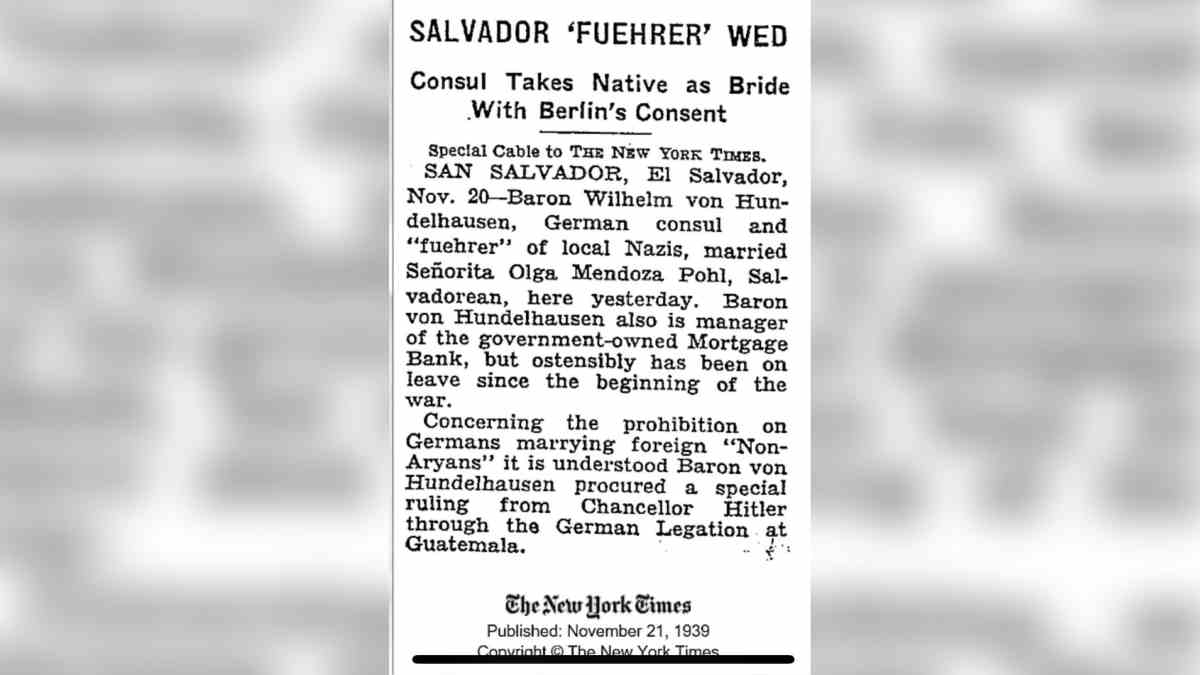 SALVADOR 'FUEHRER' WED
Consul Takes Native as Bride
With Berlin's Consent
Special Cable to THE NEW YORK TIMES.
SAN SALVADOR, El Salvador,
Nov. 20—Baron Wilhelm von Hun-
delhausen, German consul and
"fuehrer" of local Nazis, married
Señorita Olga Mendoza Pohl, Sal-
vadorean, here yesterday. Baron
von Hundelhausen also is manager
of the government-owned Mortgage
Bank, but ostensibly has been on
leave since the beginning of the
war.
Concerning the prohibition on
Germans marrying foreign "Non-
Aryans" it is understood Baron von
Hundelhausen procured a special
ruling from Chancellor Hitler
through the German Legation at
Guatemala.
The New York Times
Published: November 21, 1939
Copyright © The New York Times